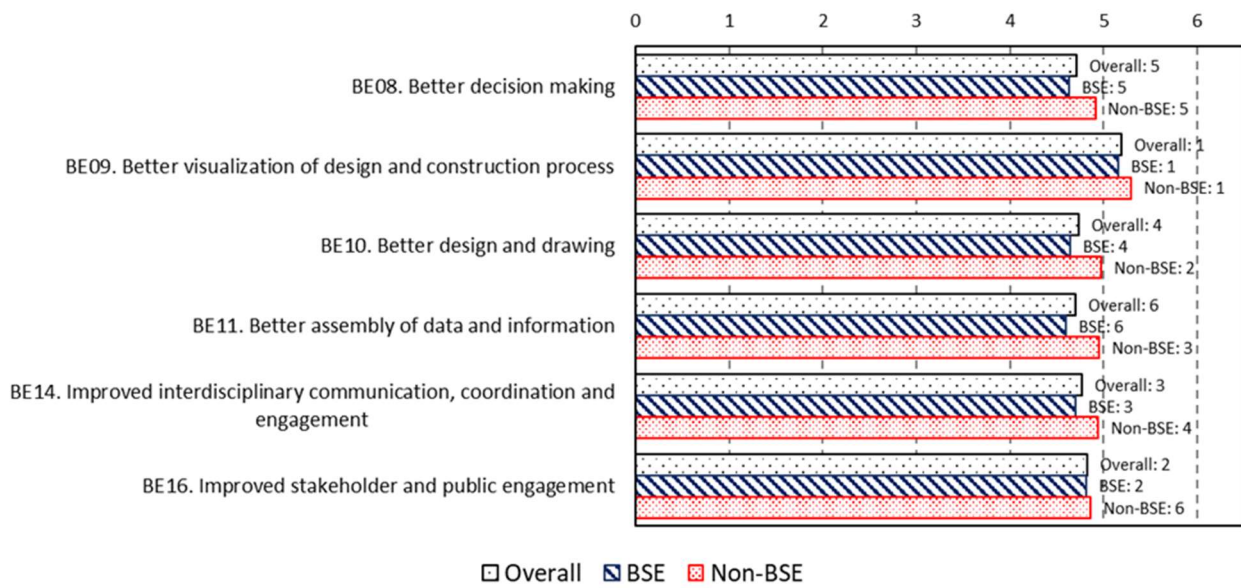 0 1 2 3 4 5 6
BE08. Better decision making
Overall: 5
BSE: 5
Non-BSE: 5
BE09. Better visualization of design and construction process
Overall: 1
BSE: 1
Non-BSE: 1
BE10. Better design and drawing
Overall: 4
BSE: 4
Non-BSE: 2
BE11. Better assembly of data and information
Overall: 6
BSE: 6
Non-BSE: 3
BE14. Improved interdisciplinary communication, coordination and
engagement
Overall: 3
BSE: 3
Non-BSE: 4
BE16. Improved stakeholder and public engagement
Overall: 2
BSE: 2
Non-BSE: 6
Overall BSE Non-BSE